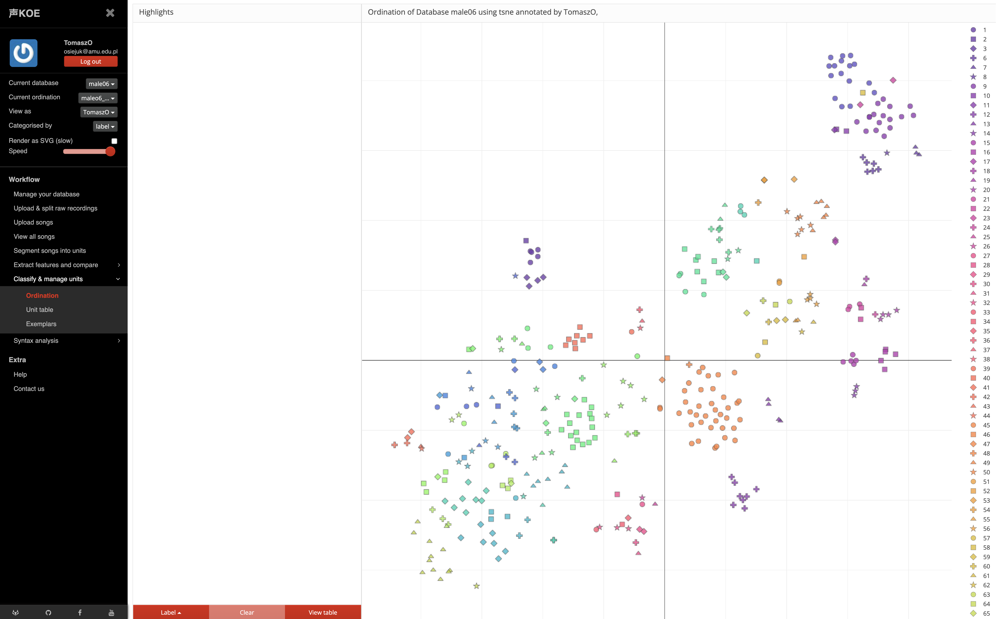 声KOE
TomaszO
osiejuk@amu.edu.pl
Log out
Current database male06
Current ordination maleo6_...
View as TomaszO
Categorised by label
Render as SVG (slow)
Speed
Workflow
Manage your database
Upload & split raw recordings
Upload songs
View all songs
Segment songs into units
Extract features and compare
Classify & manage units
Ordination
Unit table
Exemplars
Syntax analysis
Extra
Help
Contact us
You Tube
Highlights
Label
Clear
View table
Ordination of Database male06 using tsne annotated by TomaszO,
1
2
3
6
7
8
9
10
11
12
13
14
15
16
17
18
19
20
21
22
23
24
25
26
27
28
29
30
31
32
33
34
35
36
37
38
39
40
41
42
43
44
45
46
47
48
49
50
51
52
53
54
55
56
57
58
59
60
61
62
63
64
65